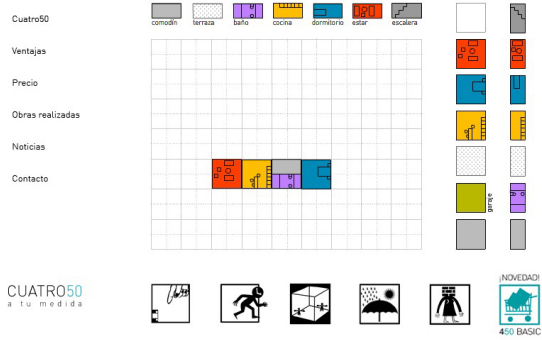 Cuatro50
Ventajas
Precio
Obras realizadas
Noticias
Contacto
comodín
terraza
baño
cocina
dormitorio
estar
escalera
garaje
CUATRO50
a tu medida
¡NOVEDAD!
450 BASIC